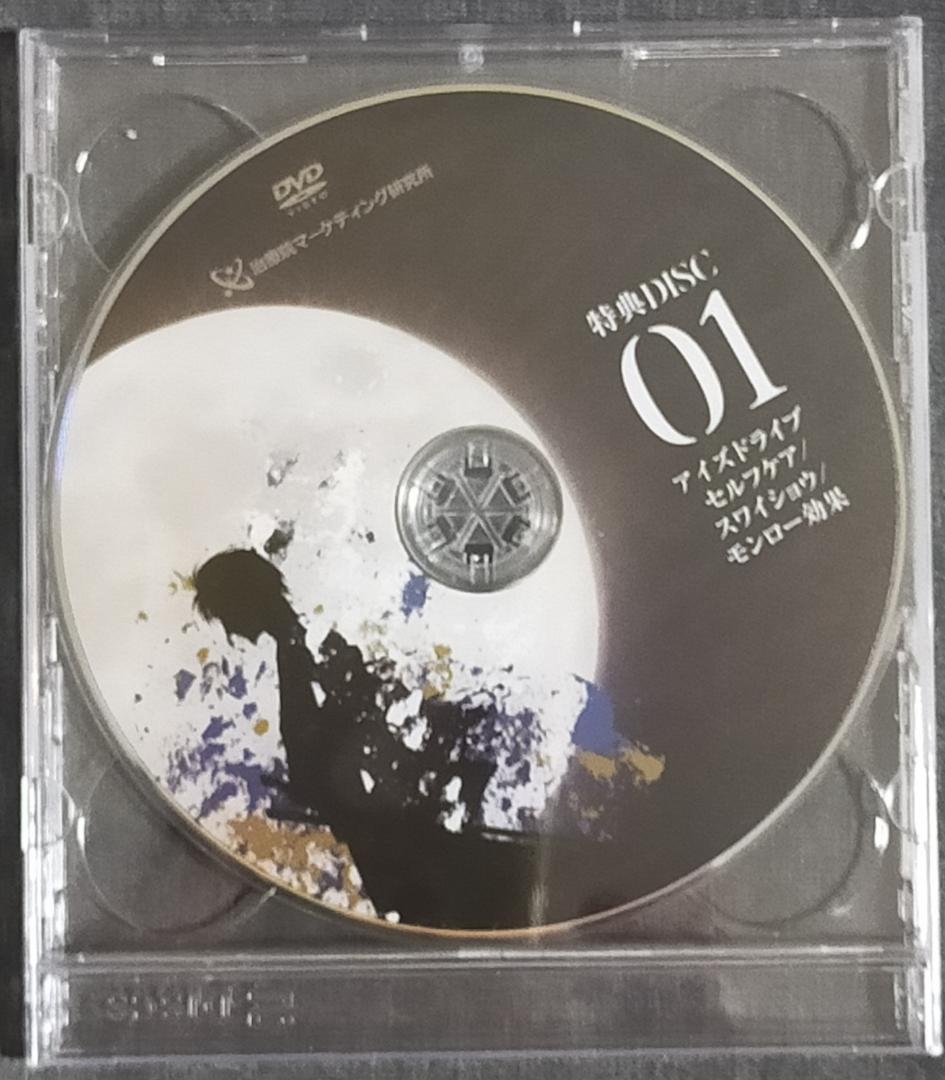 DVD
VIDEO
治療院マーケティング研究所
特典DISC
01
アイズドライブ
セルフケア/
スワイショウ/
モンロー効果